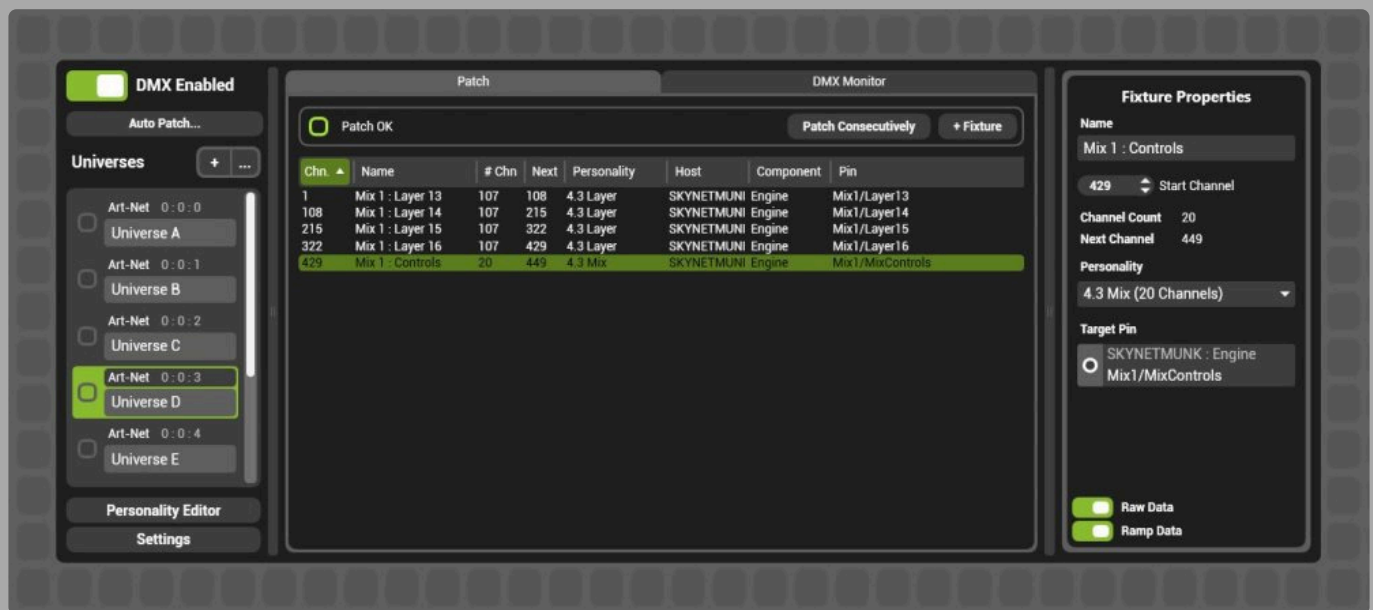 DMX Enabled
Auto Patch...
Universes + ...
Art-Net 0:0:0
Universe A
Art-Net 0:0:1
Universe B
Art-Net 0:0:2
Universe C
Art-Net 0:0:3
Universe D
Art-Net 0:0:4
Universe E
Personality Editor
Settings
Patch DMX Monitor
Patch OK Patch Consecutively + Fixture
Chn. Name # Chn Next Personality Host Component Pin
1 Mix 1 : Layer 13 107 108 4.3 Layer SKYNETMUNI Engine Mix1/Layer13
108 Mix 1 : Layer 14 107 215 4.3 Layer SKYNETMUNI Engine Mix1/Layer14
215 Mix 1 : Layer 15 107 322 4.3 Layer SKYNETMUNI Engine Mix1/Layer15
322 Mix 1 : Layer 16 107 429 4.3 Layer SKYNETMUNI Engine Mix1/Layer16
429 Mix 1 : Controls 20 449 4.3 Mix SKYNETMUNI Engine Mix1/MixControls
Fixture Properties
Name
Mix 1 : Controls
429 Start Channel
Channel Count 20
Next Channel 449
Personality
4.3 Mix (20 Channels)
Target Pin
SKYNETMUNK : Engine
Mix1/MixControls
Raw Data
Ramp Data